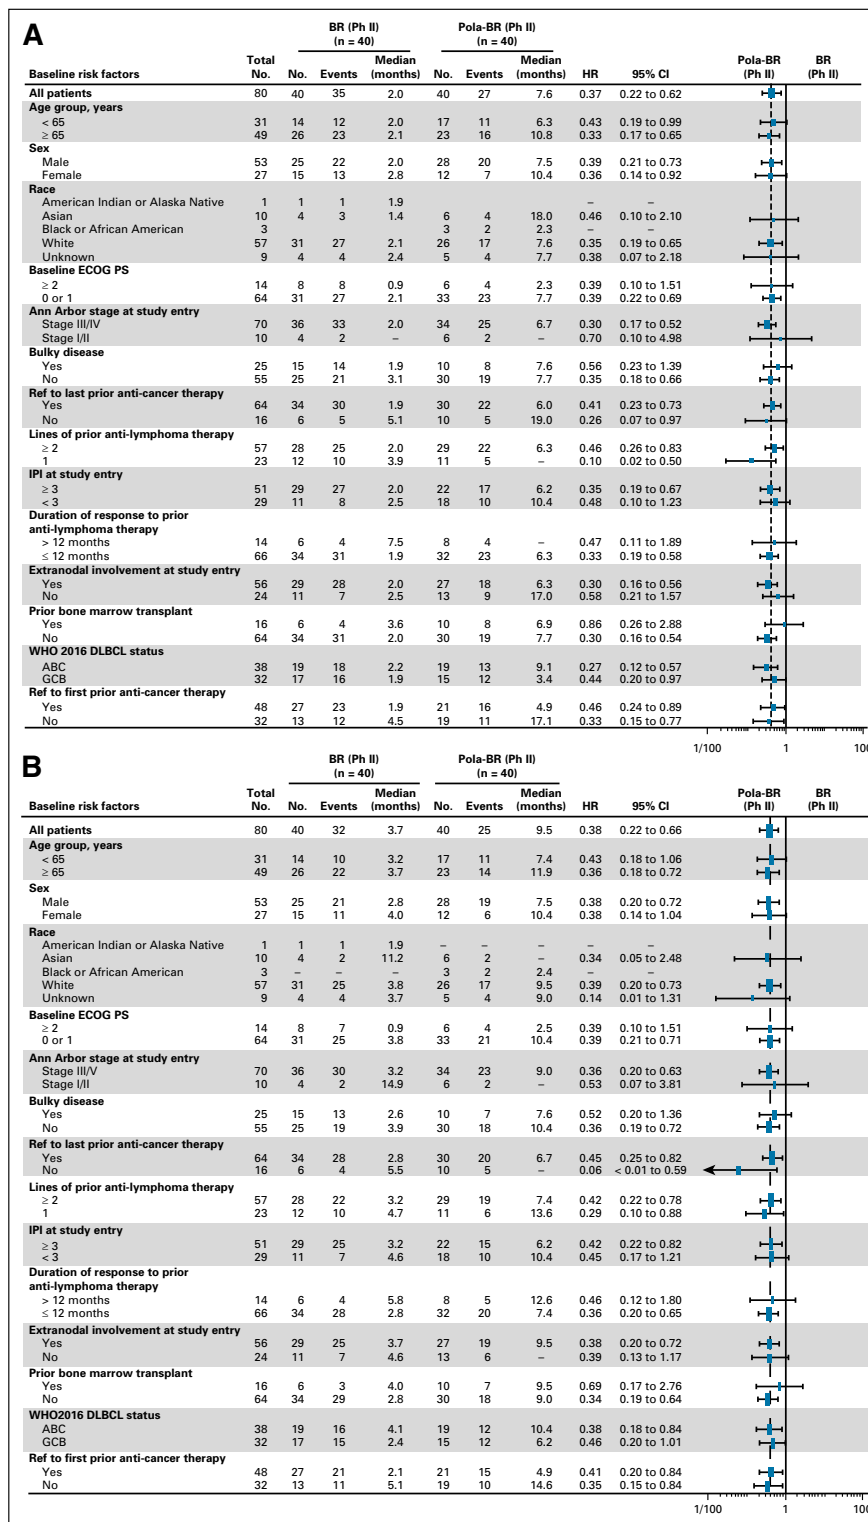 A
BR (Ph II) Pola-BR (Ph II)
(n = 40) (n = 40)
Total Median Median Pola-BR BR
Baseline risk factors No. No. Events (months) No. Events (months) HR 95% CI (Ph II) (Ph II)
All patients 80 40 35 2.0 40 27 7.6 0.37 0.22 to 0.62
Age group, years
< 65 31 14 12 2.0 17 11 6.3 0.43 0.19 to 0.99
≥ 65 49 26 23 2.1 23 16 10.8 0.33 0.17 to 0.65
Sex
Male 53 25 22 2.0 28 20 7.5 0.39 0.21 to 0.73
Female 27 15 13 2.8 12 7 10.4 0.36 0.14 to 0.92
Race
American Indian or Alaska Native 1 1 1 1.9 – –
Asian 10 4 3 1.4 6 4 18.0 0.46 0.10 to 2.10
Black or African American 3 3 2 2.3 – –
White 57 31 27 2.1 26 17 7.6 0.35 0.19 to 0.65
Unknown 9 4 4 2.4 5 4 7.7 0.38 0.07 to 2.18
Baseline ECOG PS
≥ 2 14 8 8 0.9 6 4 2.3 0.39 0.10 to 1.51
0 or 1 64 31 27 2.1 33 23 7.7 0.39 0.22 to 0.69
Ann Arbor stage at study entry
Stage III/IV 70 36 33 2.0 34 25 6.7 0.30 0.17 to 0.52
Stage I/II 10 4 2 – 6 2 – 0.70 0.10 to 4.98
Bulky disease
Yes 25 15 14 1.9 10 8 7.6 0.56 0.23 to 1.39
No 55 25 21 3.1 30 19 7.7 0.35 0.18 to 0.66
Ref to last prior anti-cancer therapy
Yes 64 34 30 1.9 30 22 6.0 0.41 0.23 to 0.73
No 16 6 5 5.1 10 5 19.0 0.26 0.07 to 0.97
Lines of prior anti-lymphoma therapy
≥ 2 57 28 25 2.0 29 22 6.3 0.46 0.26 to 0.83
1 23 12 10 3.9 11 5 – 0.10 0.02 to 0.50
IPI at study entry
≥ 3 51 29 27 2.0 22 17 6.2 0.35 0.19 to 0.67
< 3 29 11 8 2.5 18 10 10.4 0.48 0.10 to 1.23
Duration of response to prior
anti-lymphoma therapy
> 12 months 14 6 4 7.5 8 4 – 0.47 0.11 to 1.89
≤ 12 months 66 34 31 1.9 32 23 6.3 0.33 0.19 to 0.58
Extranodal involvement at study entry
Yes 56 29 28 2.0 27 18 6.3 0.30 0.16 to 0.56
No 24 11 7 2.5 13 9 17.0 0.58 0.21 to 1.57
Prior bone marrow transplant
Yes 16 6 4 3.6 10 8 6.9 0.86 0.26 to 2.88
No 64 34 31 2.0 30 19 7.7 0.30 0.16 to 0.54
WHO 2016 DLBCL status
ABC 38 19 18 2.2 19 13 9.1 0.27 0.12 to 0.57
GCB 32 17 16 1.9 15 12 3.4 0.44 0.20 to 0.97
Ref to first prior anti-cancer therapy
Yes 48 27 23 1.9 21 16 4.9 0.46 0.24 to 0.89
No 32 13 12 4.5 19 11 17.1 0.33 0.15 to 0.77
1/100 1 100
B
BR (Ph II) Pola-BR (Ph II)
(n = 40) (n = 40)
Total Median Median Pola-BR BR
Baseline risk factors No. No. Events (months) No. Events (months) HR 95% CI (Ph II) (Ph II)
All patients 80 40 32 3.7 40 25 9.5 0.38 0.22 to 0.66
Age group, years
< 65 31 14 10 3.2 17 11 7.4 0.43 0.18 to 1.06
≥ 65 49 26 22 3.7 23 14 11.9 0.36 0.18 to 0.72
Sex
Male 53 25 21 2.8 28 19 7.5 0.38 0.20 to 0.72
Female 27 15 11 4.0 12 6 10.4 0.38 0.14 to 1.04
Race
American Indian or Alaska Native 1 1 1 1.9 – – – – –
Asian 10 4 2 11.2 6 2 – 0.34 0.05 to 2.48
Black or African American 3 – – – 3 2 2.4 – –
White 57 31 25 3.8 26 17 9.5 0.39 0.20 to 0.73
Unknown 9 4 4 3.7 5 4 9.0 0.14 0.01 to 1.31
Baseline ECOG PS
≥ 2 14 8 7 0.9 6 4 2.5 0.39 0.10 to 1.51
0 or 1 64 31 25 3.8 33 21 10.4 0.39 0.21 to 0.71
Ann Arbor stage at study entry
Stage III/V 70 36 30 3.2 34 23 9.0 0.36 0.20 to 0.63
Stage I/II 10 4 2 14.9 6 2 – 0.53 0.07 to 3.81
Bulky disease
Yes 25 15 13 2.6 10 7 7.6 0.52 0.20 to 1.36
No 55 25 19 3.9 30 18 10.4 0.36 0.19 to 0.72
Ref to last prior anti-cancer therapy
Yes 64 34 28 2.8 30 20 6.7 0.45 0.25 to 0.82
No 16 6 4 5.5 10 5 – 0.06 < 0.01 to 0.59
Lines of prior anti-lymphoma therapy
≥ 2 57 28 22 3.2 29 19 7.4 0.42 0.22 to 0.78
1 23 12 10 4.7 11 6 13.6 0.29 0.10 to 0.88
IPI at study entry
≥ 3 51 29 25 3.2 22 15 6.2 0.42 0.22 to 0.82
< 3 29 11 7 4.6 18 10 10.4 0.45 0.17 to 1.21
Duration of response to prior
anti-lymphoma therapy
> 12 months 14 6 4 5.8 8 5 12.6 0.46 0.12 to 1.80
≤ 12 months 66 34 28 2.8 32 20 7.4 0.36 0.20 to 0.65
Extranodal involvement at study entry
Yes 56 29 25 3.7 27 19 9.5 0.38 0.20 to 0.72
No 24 11 7 4.6 13 6 – 0.39 0.13 to 1.17
Prior bone marrow transplant
Yes 16 6 3 4.0 10 7 9.5 0.69 0.17 to 2.76
No 64 34 29 2.8 30 18 9.0 0.34 0.19 to 0.64
WHO2016 DLBCL status
ABC 38 19 16 4.1 19 12 10.4 0.38 0.18 to 0.84
GCB 32 17 15 2.4 15 12 6.2 0.46 0.20 to 1.01
Ref to first prior anti-cancer therapy
Yes 48 27 21 2.1 21 15 4.9 0.41 0.20 to 0.84
No 32 13 11 5.1 19 10 14.6 0.35 0.15 to 0.84
1/100 1 100